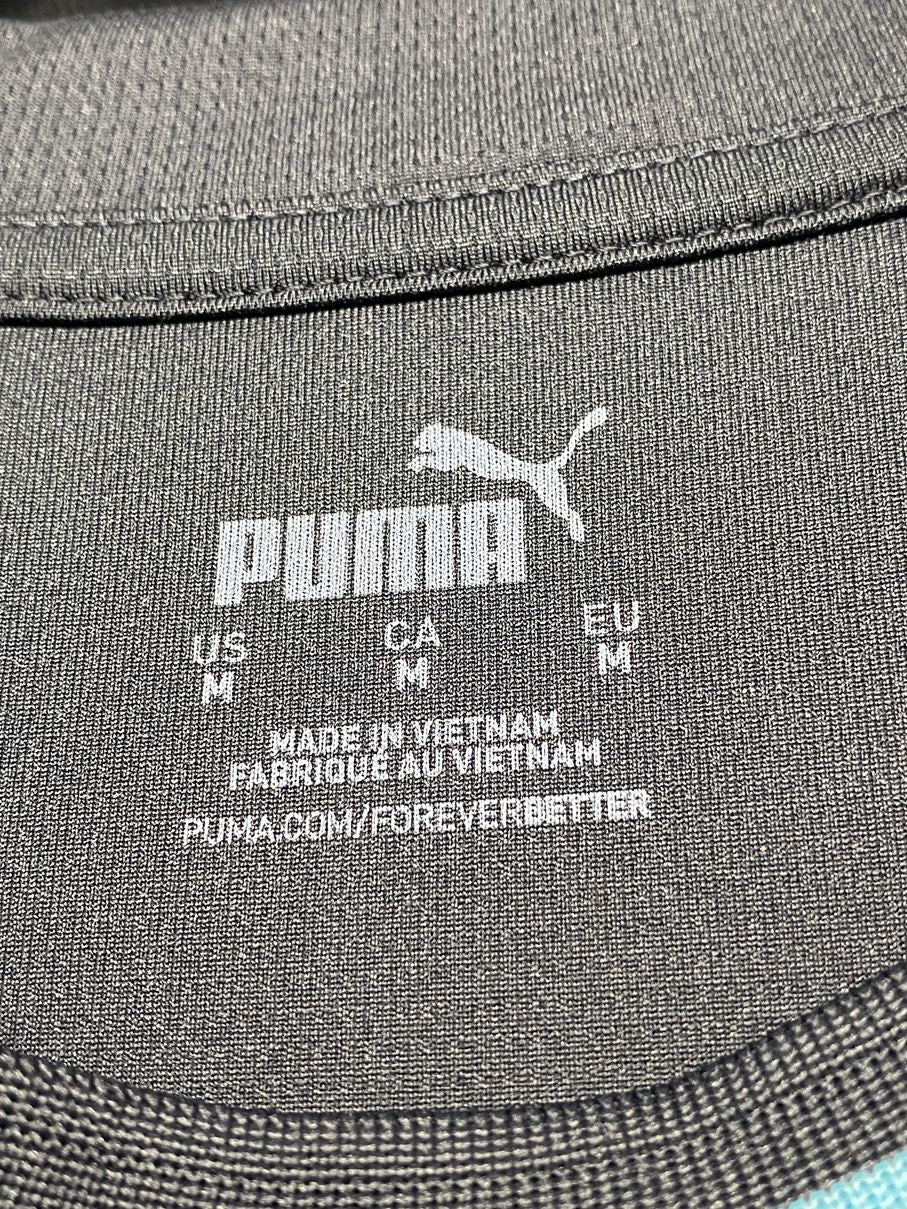 PUMA
US CA EU
M M M
MADE IN VIETNAM
FABRIQUÉ AU VIETNAM
PUMA.COM/FOREVERBETTER